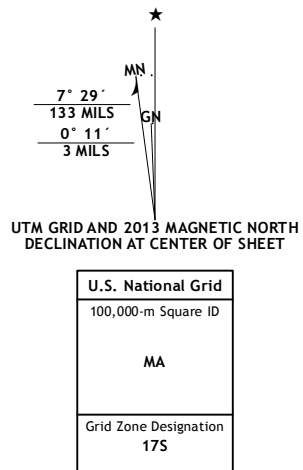 ★
MN
GN
7° 29´
133 MILS
0° 11´
3 MILS
UTM GRID AND 2013 MAGNETIC NORTH
DECLINATION AT CENTER OF SHEET
U.S. National Grid
100,000-m Square ID
MA
Grid Zone Designation
17S